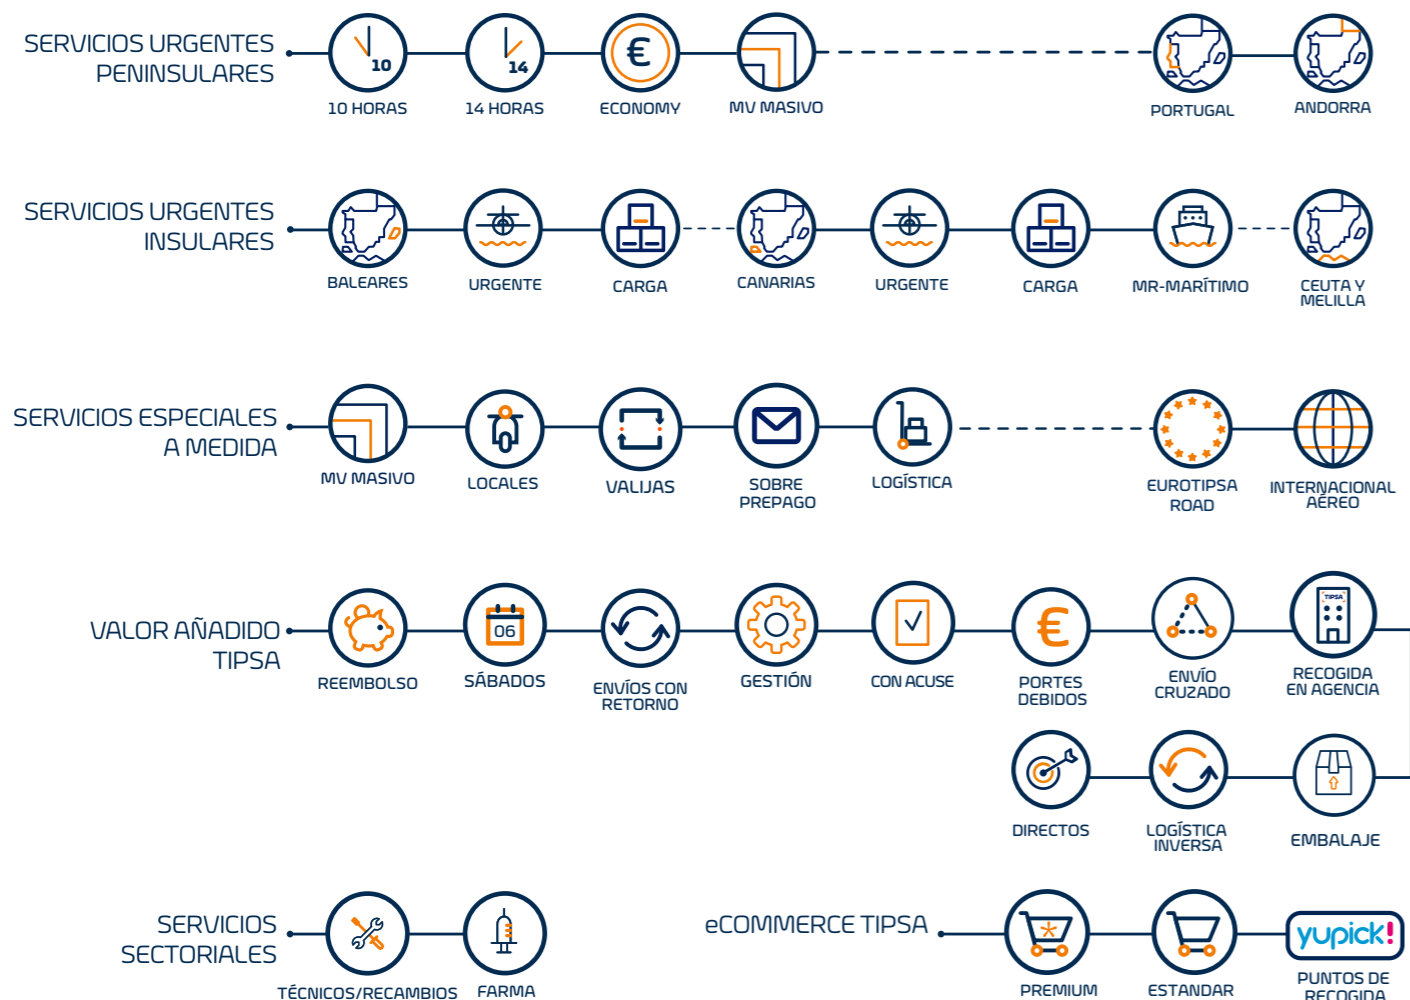 SERVICIOS URGENTES
PENINSULARES
10
14
€
10 HORAS
14 HORAS
ECONOMY
MV MASIVO
PORTUGAL
ANDORRA
SERVICIOS URGENTES
INSULARES
BALEARES
URGENTE
CARGA
CANARIAS
URGENTE
CARGA
MR-MARÍTIMO
CEUTA Y
MELILLA
SERVICIOS ESPECIALES
A MEDIDA
MV MASIVO
LOCALES
VALIJAS
SOBRE
PREPAGO
LOGÍSTICA
EUROTIPSA
ROAD
INTERNACIONAL
AÉREO
VALOR AÑADIDO
TIPSA
06
€
TIPSA
REEMBOLSO
SÁBADOS
ENVÍOS CON
RETORNO
GESTIÓN
CON ACUSE
PORTES
DEBIDOS
ENVÍO
CRUZADO
RECOGIDA
EN AGENCIA
DIRECTOS
LOGÍSTICA
INVERSA
EMBALAJE
SERVICIOS
SECTORIALES
TÉCNICOS/RECAMBIOS
FARMA
eCOMMERCE TIPSA
yupick!
PREMIUM
ESTANDAR
PUNTOS DE
RECOGIDA